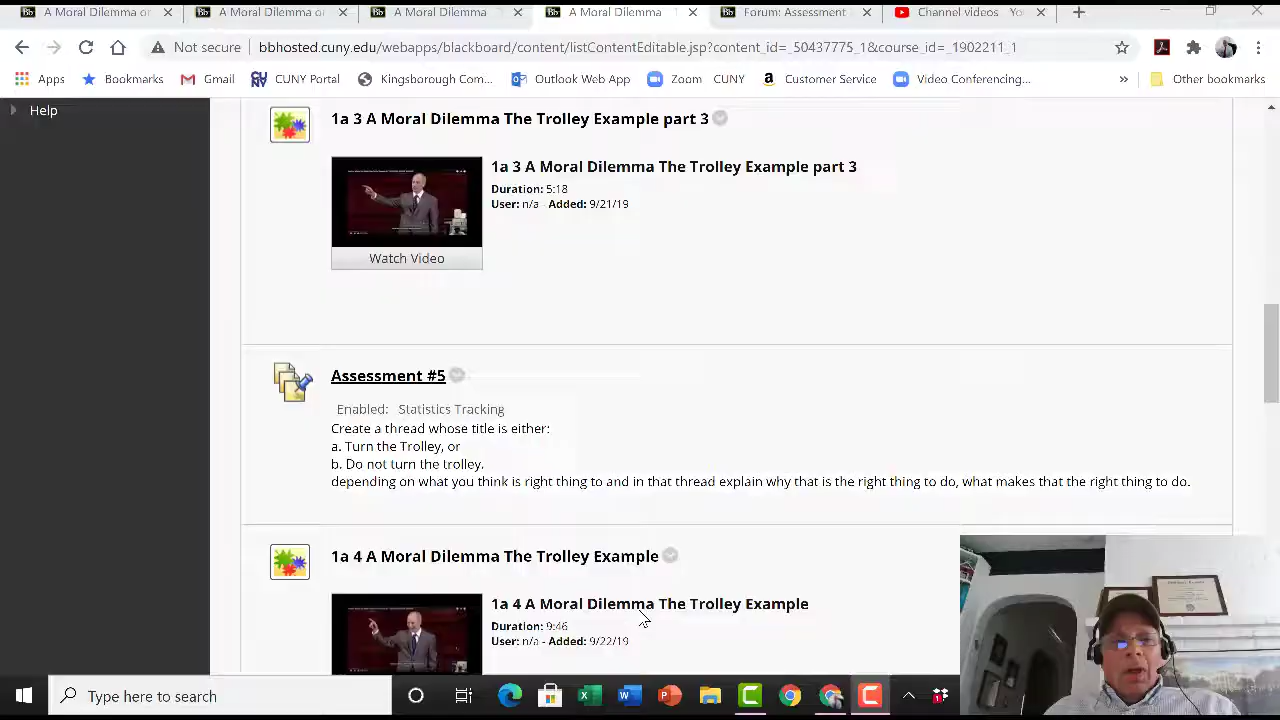 A Moral Dilemma or
A Moral Dilemma or
A Moral Dilemma
A Moral Dilemma
Forum: Assessment
Channel videos
Not secure
bbhosted.cuny.edu/webapps/blackboard/content/listContentEditable.jsp?content_id=_50437775_1&course_id=_1902211_1
Apps
Bookmarks
Gmail
CUNY Portal
Kingsborough Com...
Outlook Web App
Zoom
CUNY
Customer Service
Video Conferencing...
»
Other bookmarks
Help
1a 3 A Moral Dilemma The Trolley Example part 3
1a 3 A Moral Dilemma The Trolley Example part 3
Duration: 5:18
User: n/a - Added: 9/21/19
Watch Video
Assessment #5
Enabled: Statistics Tracking
Create a thread whose title is either:
a. Turn the Trolley, or
b. Do not turn the trolley.
depending on what you think is right thing to and in that thread explain why that is the right thing to do, what makes that the right thing to do.
1a 4 A Moral Dilemma The Trolley Example
1a 4 A Moral Dilemma The Trolley Example
Duration: 9:46
User: n/a - Added: 9/22/19
Type here to search